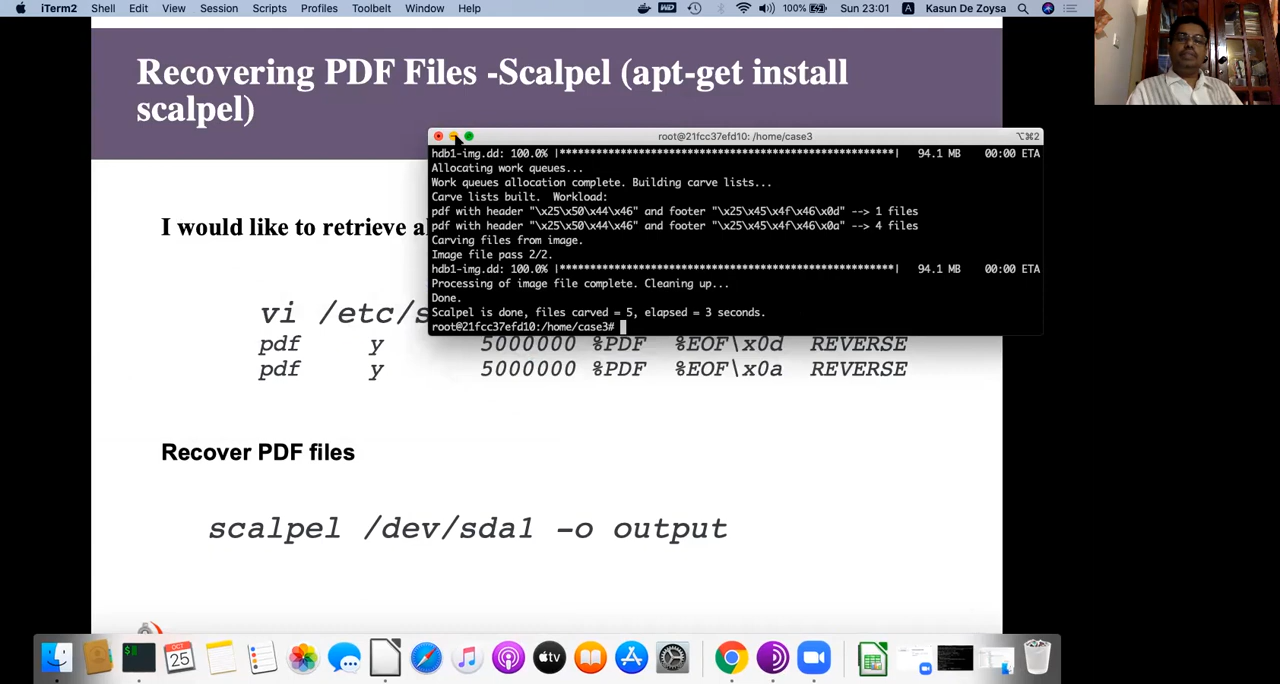 iTerm2 Shell Edit View Session Scripts Profiles Toolbelt Window Help 100% Sun 23:01 A Kasun De Zoysa
Recovering PDF Files -Scalpel (apt-get install
scalpel)
root@21fcc37efd10: /home/case3 ⌥⌘2
hdb1-img.dd: 100.0% |****************************************************| 94.1 MB 00:00 ETA
Allocating work queues...
Work queues allocation complete. Building carve lists...
Carve lists built. Workload:
pdf with header "\x25\x50\x44\x46" and footer "\x25\x45\x4f\x46\x0d" --> 1 files
pdf with header "\x25\x50\x44\x46" and footer "\x25\x45\x4f\x46\x0a" --> 4 files
Carving files from image.
Image file pass 2/2.
hdb1-img.dd: 100.0% |****************************************************| 94.1 MB 00:00 ETA
Processing of image file complete. Cleaning up...
Done.
Scalpel is done, files carved = 5, elapsed = 3 seconds.
root@21fcc37efd10:/home/case3#
I would like to retrieve
vi /etc/s
pdf y 5000000 %PDF %EOF\x0d REVERSE
pdf y 5000000 %PDF %EOF\x0a REVERSE
Recover PDF files
scalpel /dev/sda1 -o output
OCT
25
tv